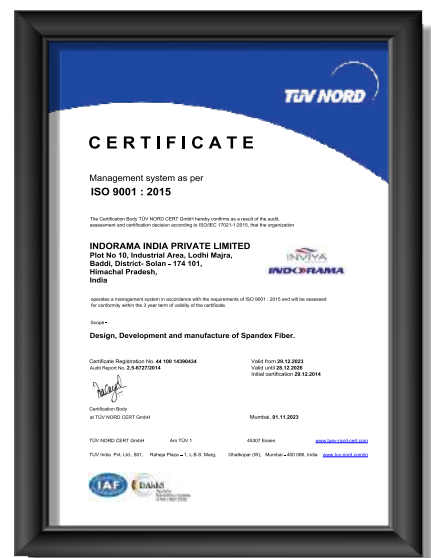 TÜV NORD
CERTIFICATE
Management system as per
ISO 9001 : 2015
The Certification Body TÜV NORD CERT GmbH hereby confirms as a result of the audit,
assessment and certification decision according to ISO/IEC 17021-1:2015, that the organization
INDORAMA INDIA PRIVATE LIMITED
Plot No 10, Industrial Area, Lodhi Majra,
Baddi, District- Solan – 174 101,
Himachal Pradesh,
India
INVIYA
INDORAMA
operates a management system in accordance with the requirements of ISO 9001 : 2015 and will be assessed
for conformity within the 3 year term of validity of the certificate.
Scope
Design, Development and manufacture of Spandex Fiber.
Certificate Registration No. 44 100 14390434
Audit Report No. 2.5-6727/2014
Valid from 29.12.2023
Valid until 28.12.2026
Initial certification 29.12.2014
Certification Body
at TÜV NORD CERT GmbH
Mumbai, 01.11.2023
TÜV NORD CERT GmbH Am TÜV 1 45307 Essen www.tuev-nord-cert.com
TUV India Pvt. Ltd., 801, Raheja Plaza – 1, L.B.S. Marg, Ghatkopar (W), Mumbai – 400 086, India www.tuv-nord.com/in
IAF
DAkkS